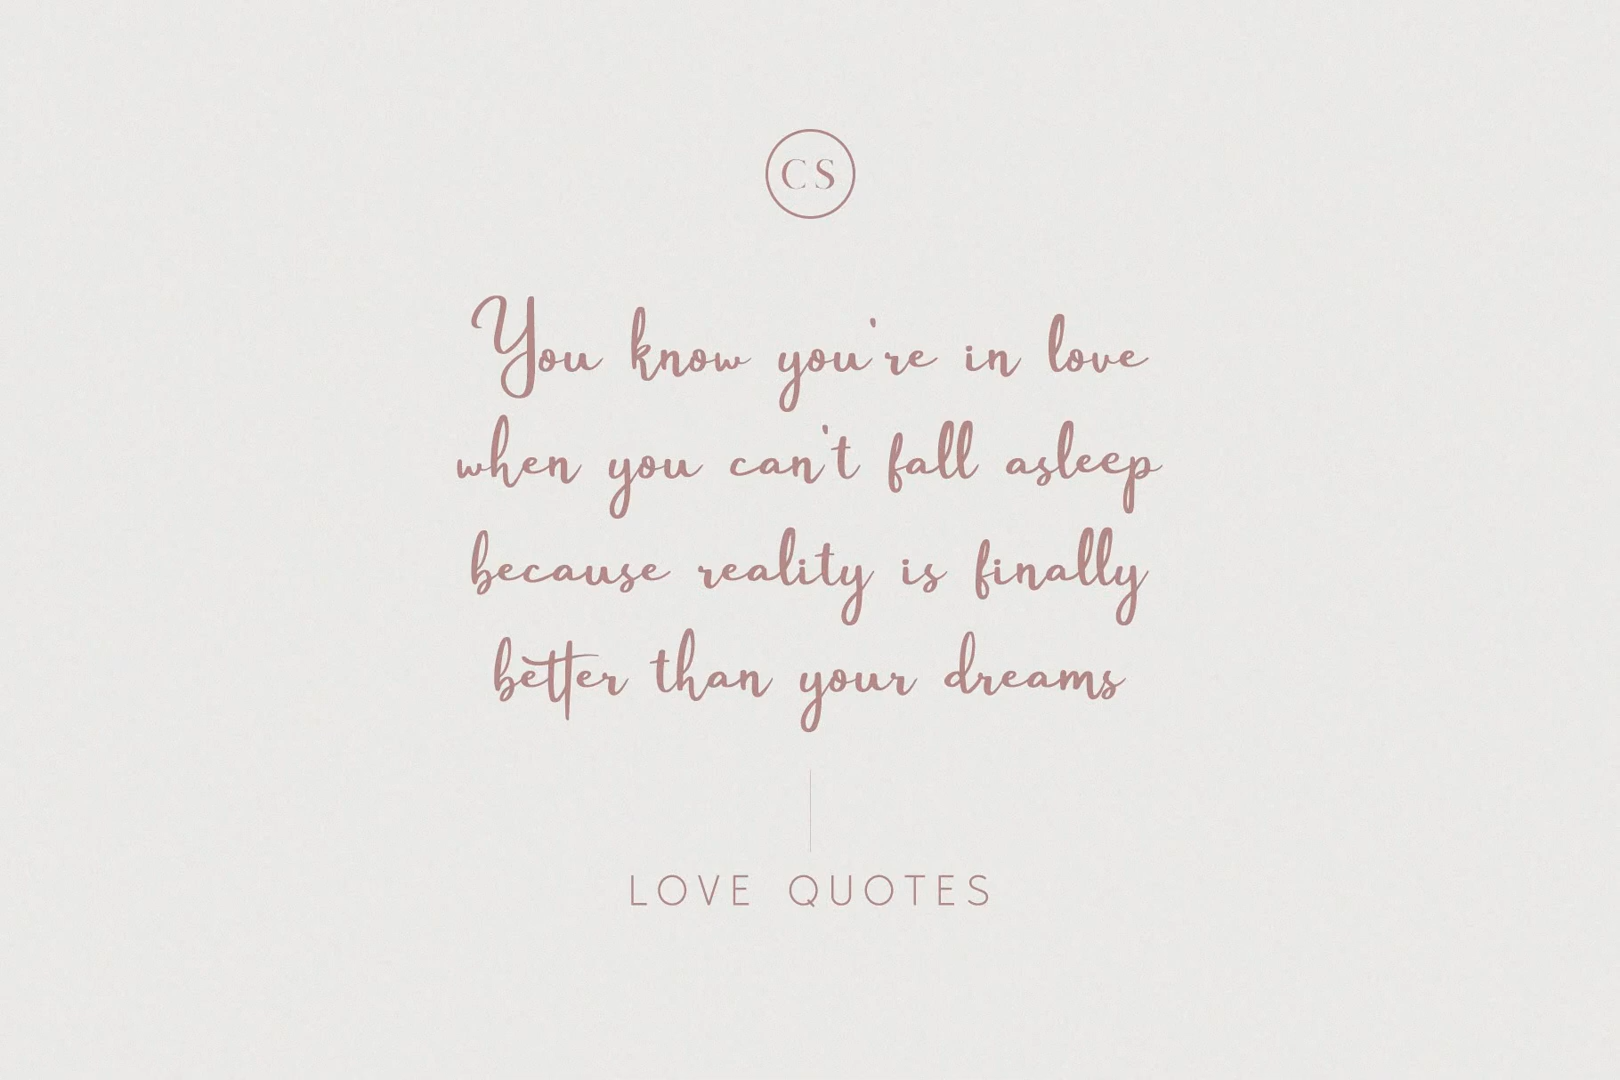 CS
You know you're in love
when you can't fall asleep
because reality is finally
better than your dreams
LOVE QUOTES